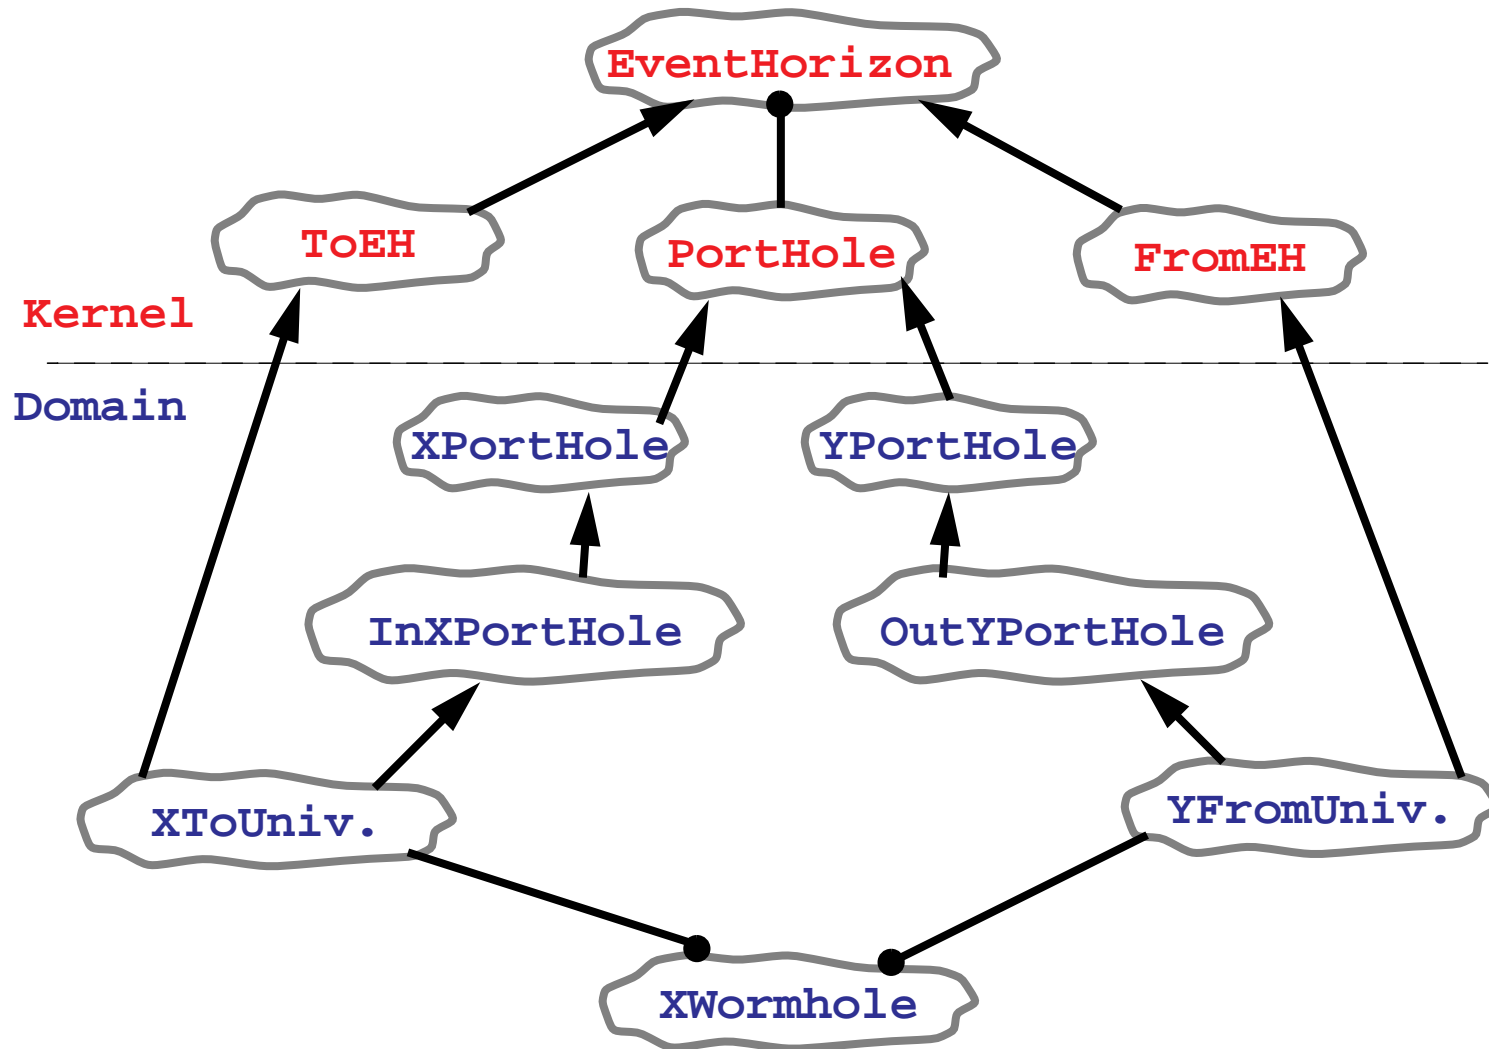 EventHorizon
ToEH
PortHole
FromEH
Kernel
Domain
XPortHole
YPortHole
InXPortHole
OutYPortHole
XToUniv.
YFromUniv.
XWormhole